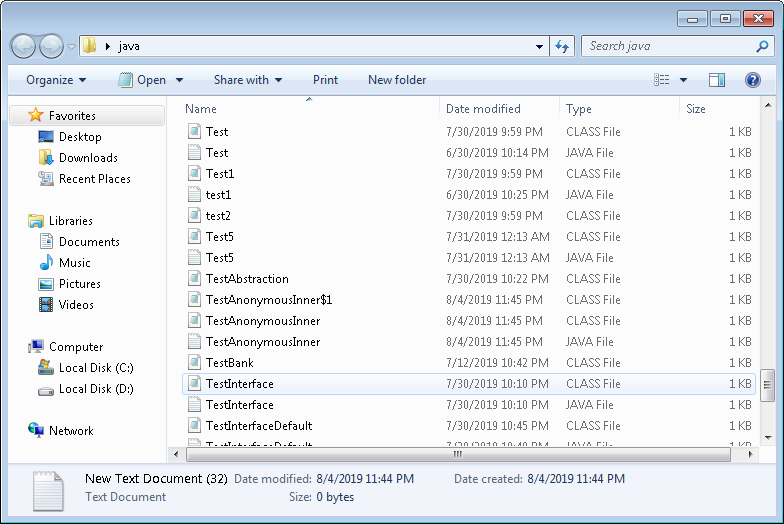 java
Search java
Organize Open Share with Print New folder
Name Date modified Type Size
Favorites
Desktop
Downloads
Recent Places
Libraries
Documents
Music
Pictures
Videos
Computer
Local Disk (C:)
Local Disk (D:)
Network
Test 7/30/2019 9:59 PM CLASS File 1 KB
Test 6/30/2019 10:14 PM JAVA File 1 KB
Test1 7/30/2019 9:59 PM CLASS File 1 KB
test1 6/30/2019 10:25 PM JAVA File 1 KB
test2 7/30/2019 9:59 PM CLASS File 1 KB
Test5 7/31/2019 12:13 AM CLASS File 1 KB
Test5 7/31/2019 12:13 AM JAVA File 1 KB
TestAbstraction 7/30/2019 10:22 PM CLASS File 1 KB
TestAnonymousInner$1 8/4/2019 11:45 PM CLASS File 1 KB
TestAnonymousInner 8/4/2019 11:45 PM CLASS File 1 KB
TestAnonymousInner 8/4/2019 11:45 PM JAVA File 1 KB
TestBank 7/12/2019 10:42 PM CLASS File 1 KB
TestInterface 7/30/2019 10:10 PM CLASS File 1 KB
TestInterface 7/30/2019 10:10 PM JAVA File 1 KB
TestInterfaceDefault 7/30/2019 10:45 PM CLASS File 1 KB
TestInterfaceDefault 7/30/2019 PM JAVA File 1 KB
New Text Document (32) Date modified: 8/4/2019 11:44 PM Date created: 8/4/2019 11:44 PM
Text Document Size: 0 bytes